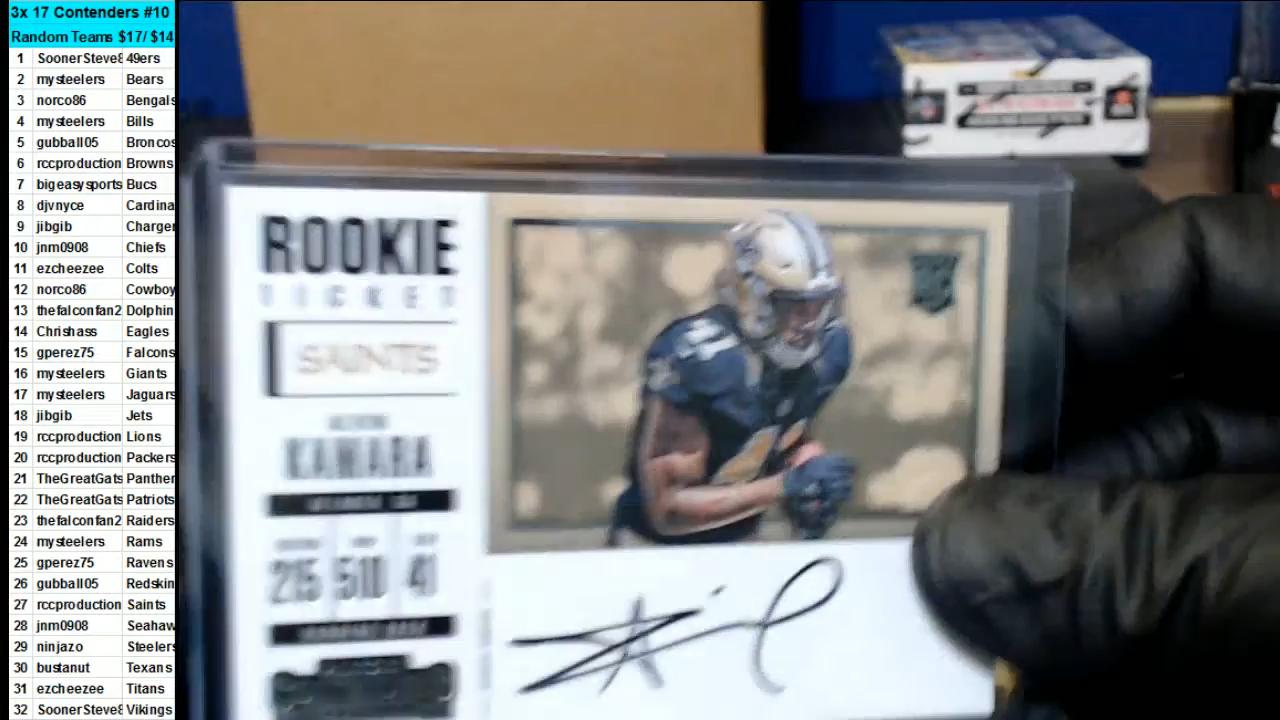 3x 17 Contenders #10
Random Teams $17/ $14
1 SoonerSteve8 49ers
2 mysteelers Bears
3 norco86 Bengals
4 mysteelers Bills
5 gubball05 Broncos
6 rccproduction Browns
7 bigeasysports Bucs
8 djvnyce Cardina
9 jibgib Charger
10 jnm0908 Chiefs
11 ezcheezee Colts
12 norco86 Cowboy
13 thefalconfan2 Dolphin
14 Chrishass Eagles
15 gperez75 Falcons
16 mysteelers Giants
17 mysteelers Jaguars
18 jibgib Jets
19 rccproduction Lions
20 rccproduction Packers
21 TheGreatGats Panther
22 TheGreatGats Patriots
23 thefalconfan2 Raiders
24 mysteelers Rams
25 gperez75 Ravens
26 gubball05 Redskin
27 rccproduction Saints
28 jnm0908 Seahaw
29 ninjazo Steelers
30 bustanut Texans
31 ezcheezee Titans
32 SoonerSteve8 Vikings
ROOKIE
TICKET
SAINTS
KAMARA
215 510 41
41